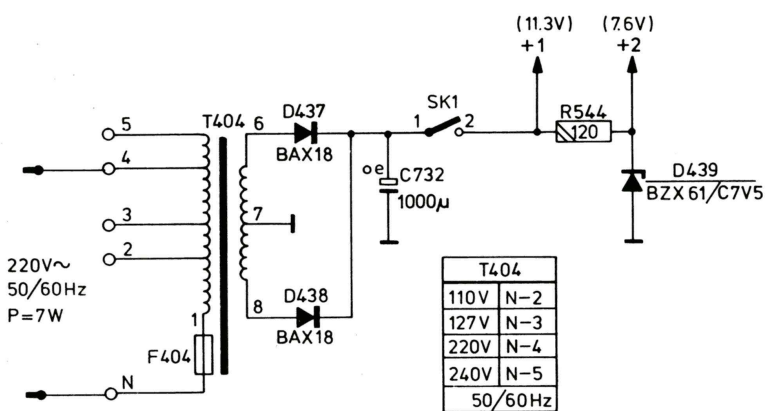 (11.3V) (7.6V)
+1 +2
SK1
1 2
R544
120
5
T404
6
D437
BAX18
4
e
C732
1000µ
D439
BZX61/C7V5
3
7
2
220V~
50/60Hz
P=7W
1
8
D438
BAX18
F404
N
T404
110V N-2
127V N-3
220V N-4
240V N-5
50/60Hz